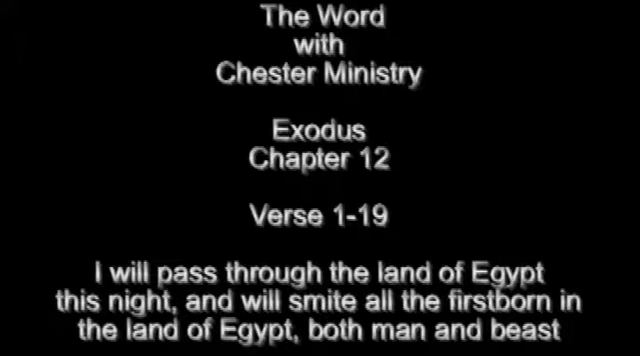 The Word
with
Chester Ministry
Exodus
Chapter 12
Verse 1-19
I will pass through the land of Egypt
this night, and will smite all the firstborn in
the land of Egypt, both man and beast